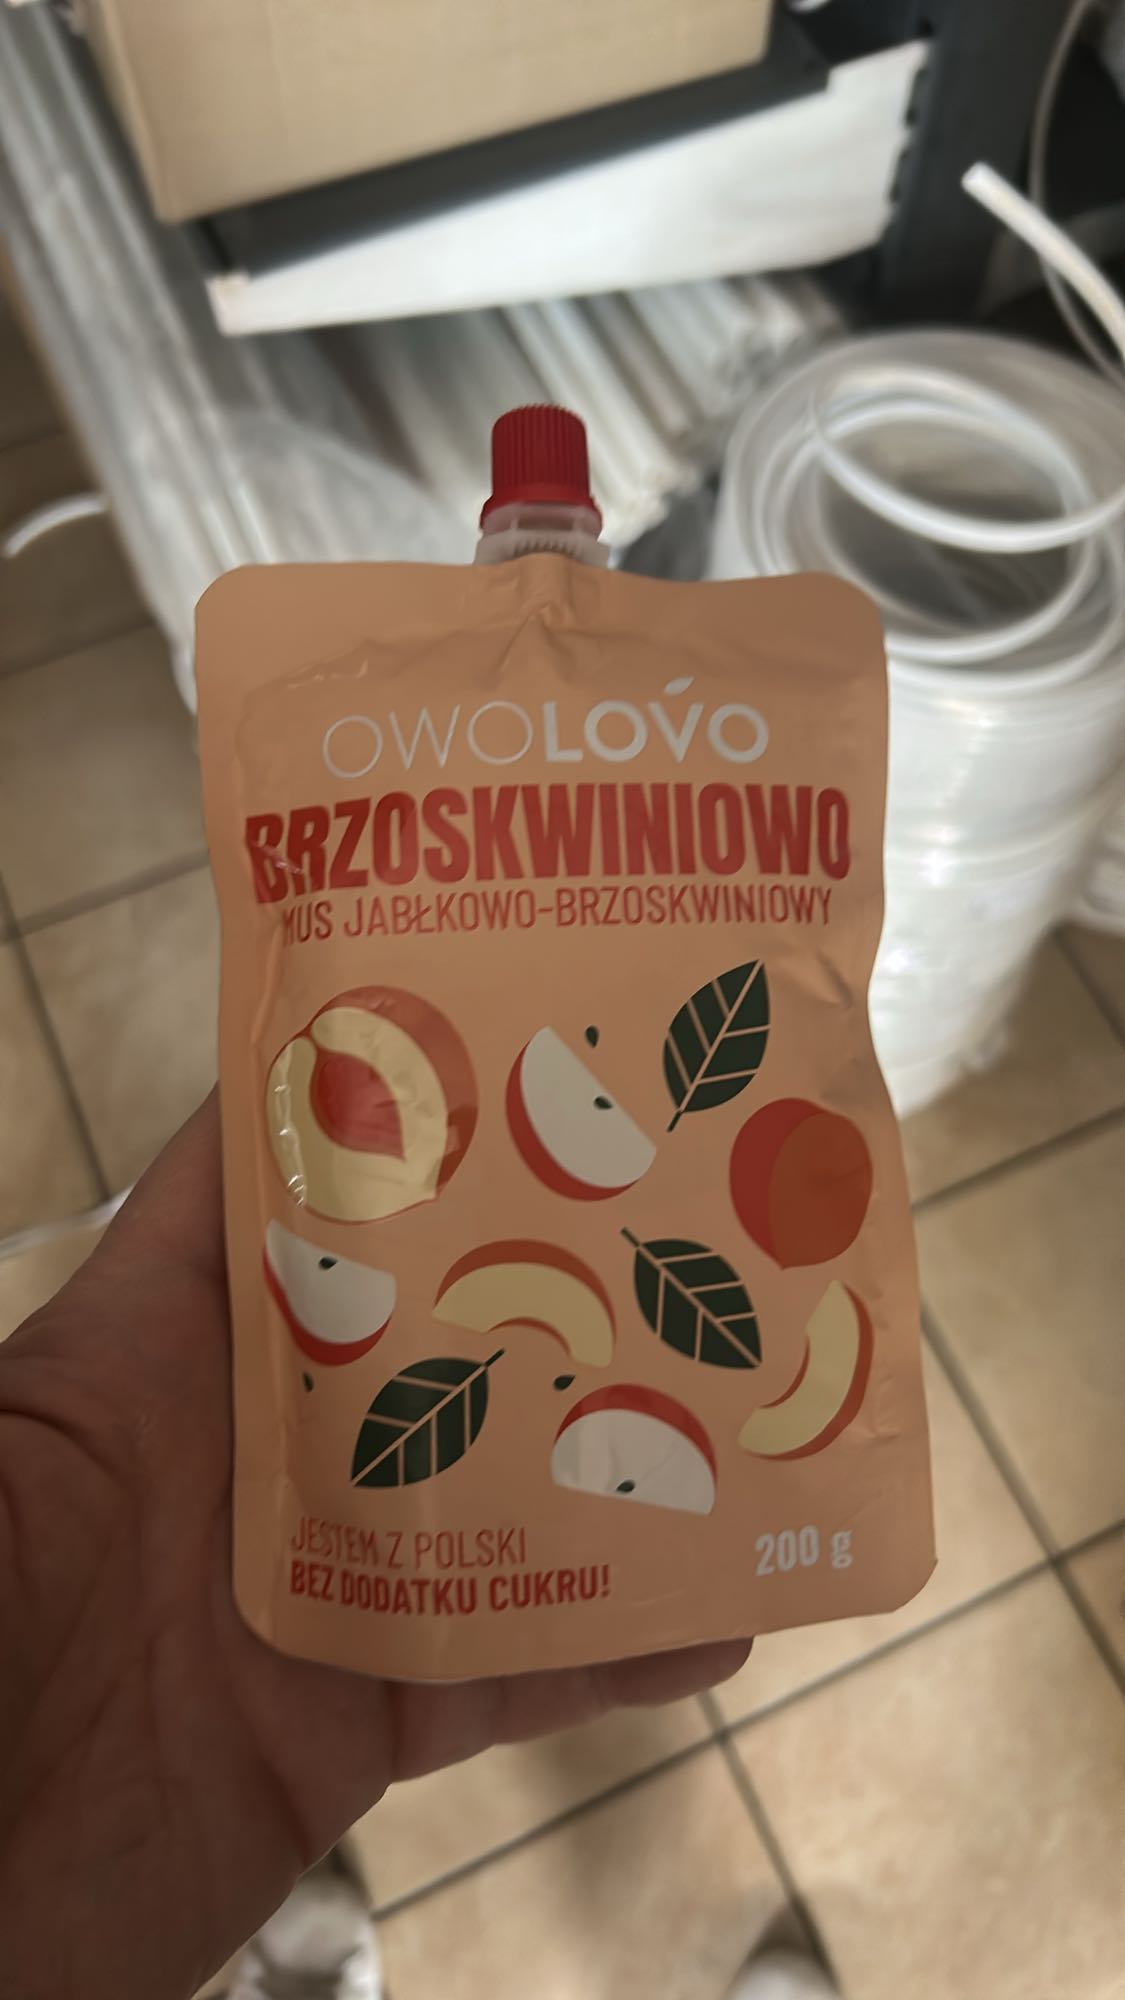 OWOLOVO
BRZOSKWINIOWO
MUS JABŁKOWO-BRZOSKWINIOWY
JESTEM Z POLSKI
BEZ DODATKU CUKRU!
200 g